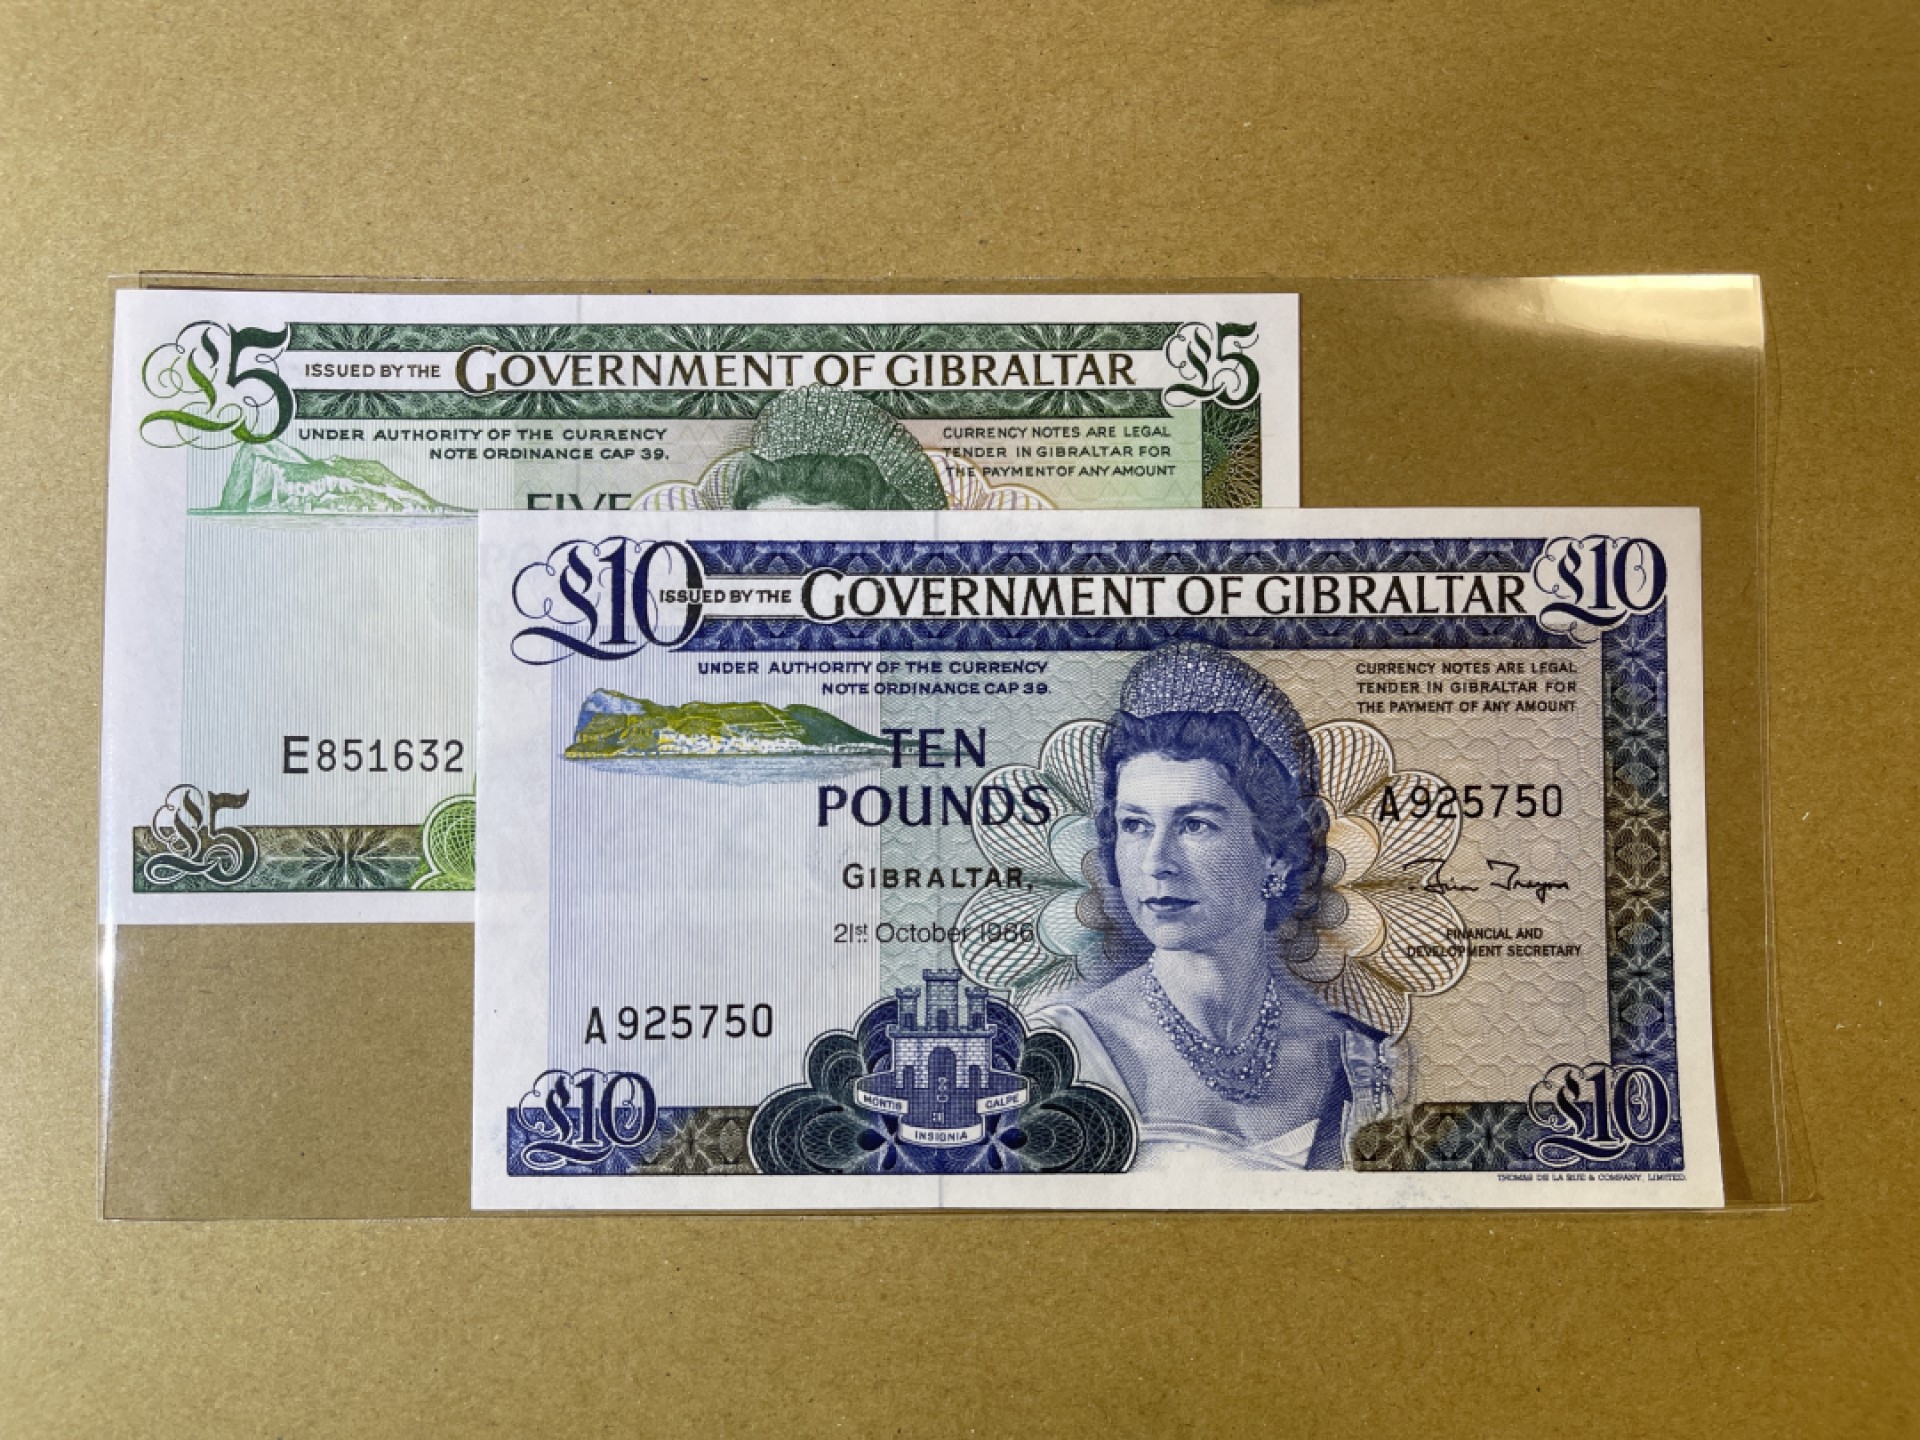 £5 ISSUED BY THE GOVERNMENT OF GIBRALTAR £5
UNDER AUTHORITY OF THE CURRENCY
NOTE ORDINANCE CAP 39.
CURRENCY NOTES ARE LEGAL
TENDER IN GIBRALTAR FOR
THE PAYMENT OF ANY AMOUNT
FIVE
E851632
£5
£10 ISSUED BY THE GOVERNMENT OF GIBRALTAR £10
UNDER AUTHORITY OF THE CURRENCY
NOTE ORDINANCE CAP 39.
CURRENCY NOTES ARE LEGAL
TENDER IN GIBRALTAR FOR
THE PAYMENT OF ANY AMOUNT
TEN
POUNDS
A925750
GIBRALTAR,
21st October 1986
FINANCIAL AND
DEVELOPMENT SECRETARY
A925750
MONTIS CALPE
INSIGNIA
£10 £10
THOMAS DE LA RUE & COMPANY, LIMITED.